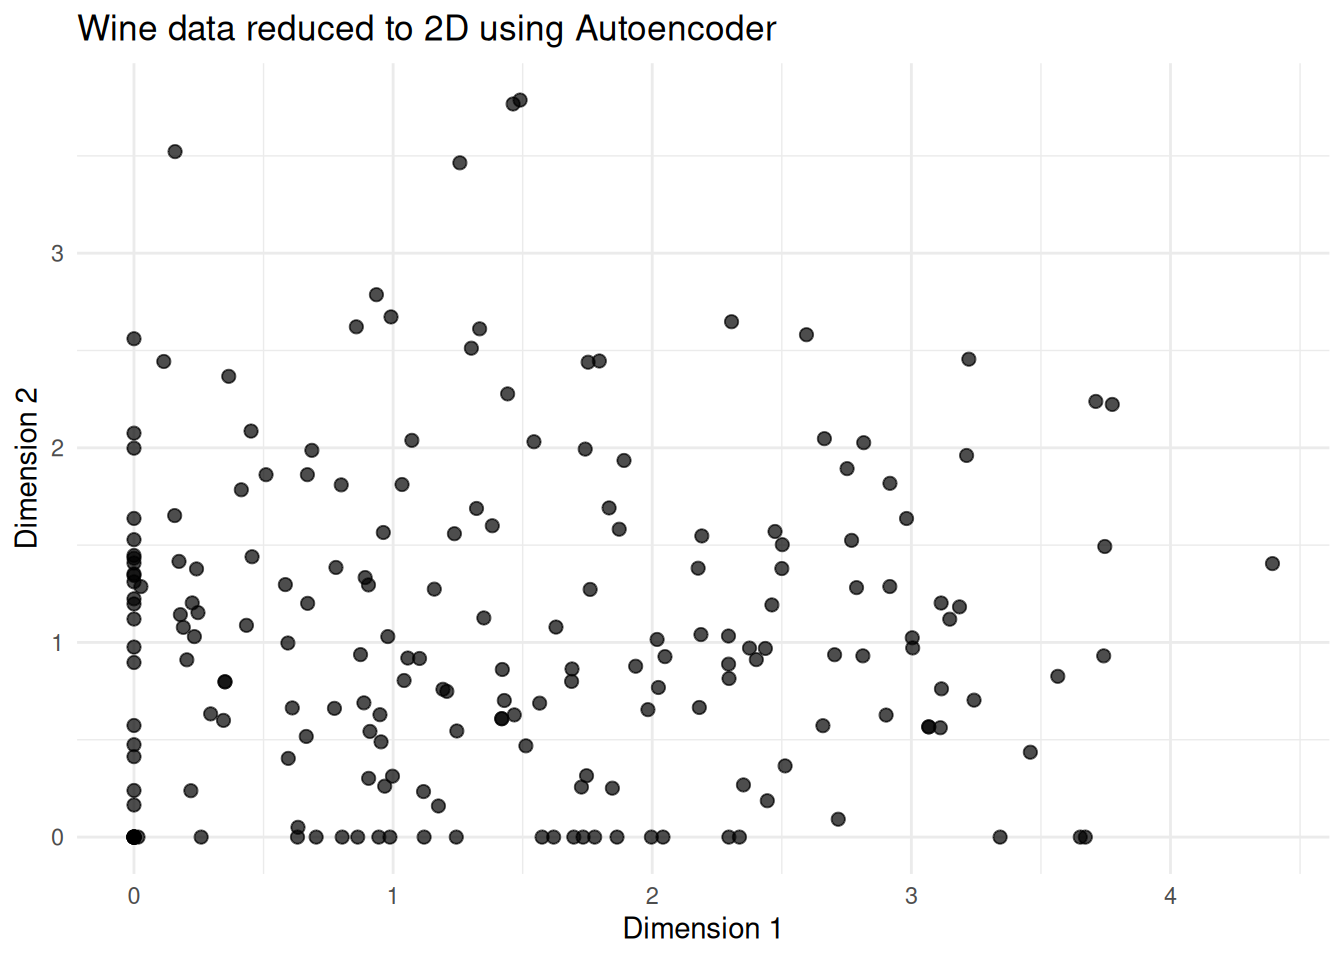 Wine data reduced to 2D using Autoencoder
Dimension 2
3
2
1
0
0 1 2 3 4
Dimension 1